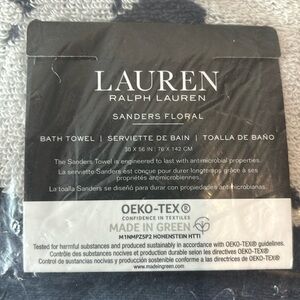 LAUREN
RALPH LAUREN
SANDERS FLORAL
BATH TOWEL | SERVIETTE DE BAIN | TOALLA DE BAÑO
30 X 56 IN | 76 X 142 CM
The Sanders Towel is engineered to last with antimicrobial properties.
La serviette Sanders est conçue pour durer longtemps grâce à ses
propriétés antimicrobiennes.
La toalla Sanders se diseñó para durar con propiedades antimicrobianas.
OEKO-TEX®
CONFIDENCE IN TEXTILES
MADE IN GREEN
M1NMPZ5P2 HOHENSTEIN HTTI
Tested for harmful substances and produced sustainably in accordance with OEKO-TEX® guidelines.
Contrôle des substances nocives et production durable selon les directives OEKO-TEX®.
Control de sustancias nocivas y producción sostenible conforme a las directrices de OEKO-TEX®.
www.madeingreen.com